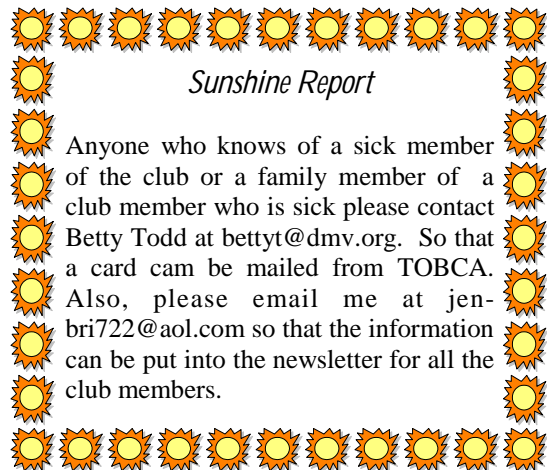 Sunshine Report
Anyone who knows of a sick member
of the club or a family member of a
club member who is sick please contact
Betty Todd at bettyt@dmv.org. So that
a card cam be mailed from TOBCA.
Also, please email me at jen-
bri722@aol.com so that the information
can be put into the newsletter for all the
club members.